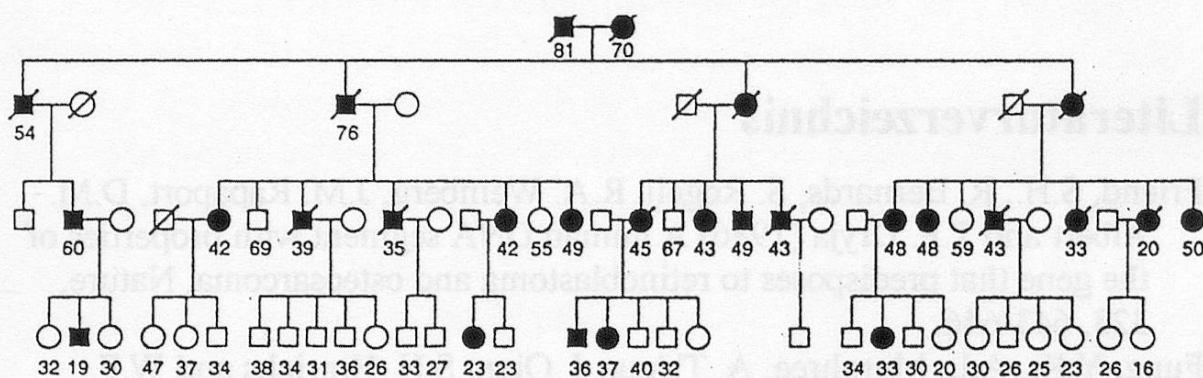 81 70
54 76
Literaturverzeichnis
Friend, S.H., R. Bernards, S. Rogelj, R.A. Weinberg, J.M. Rapaport, D.M.
60 42 69 39 35 42 55 49 45 67 43 49 43 48 48 59 43 33 20 50
the gene that predisposes to retinoblastoma and osteosarcoma. Nature,
32 19 30 47 37 34 38 34 31 36 26 33 27 23 23 36 37 40 32 34 33 30 20 30 26 25 23 26 16